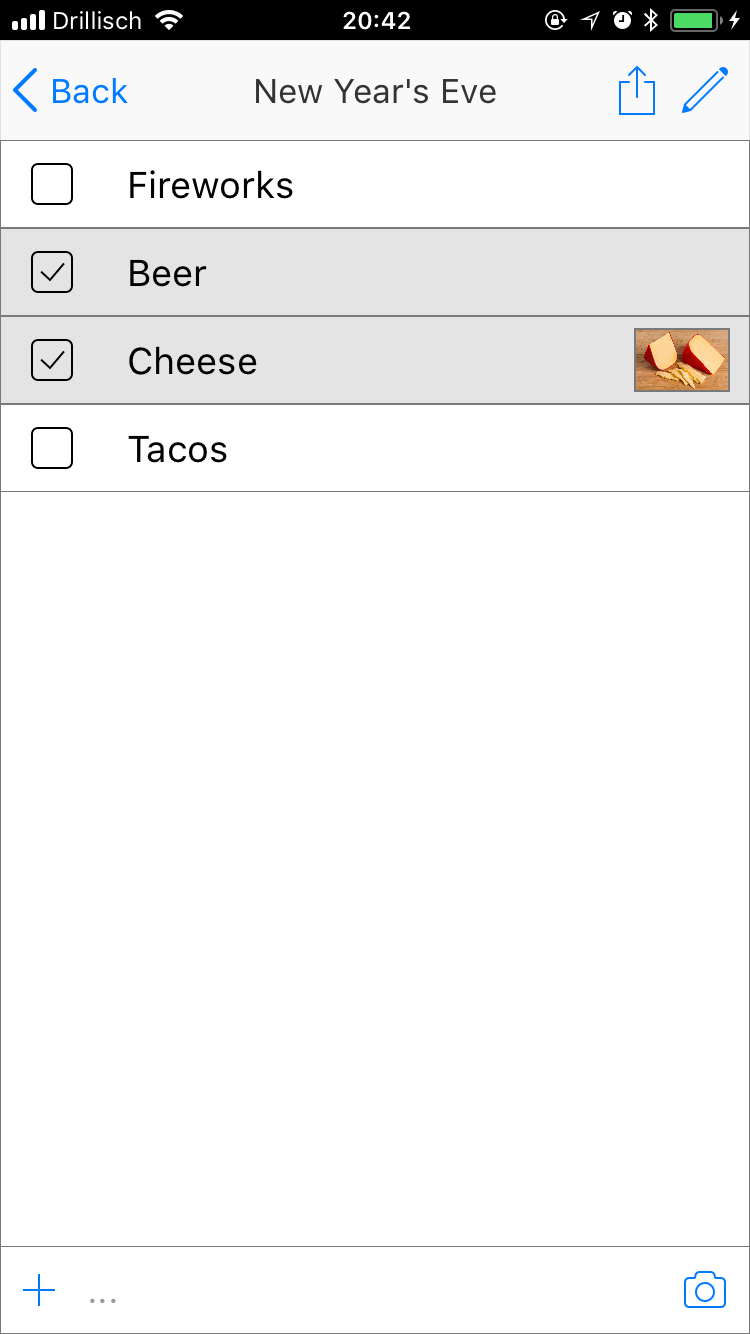 Drillisch 20:42
Back New Year's Eve
Fireworks
Beer
Cheese
Tacos
...